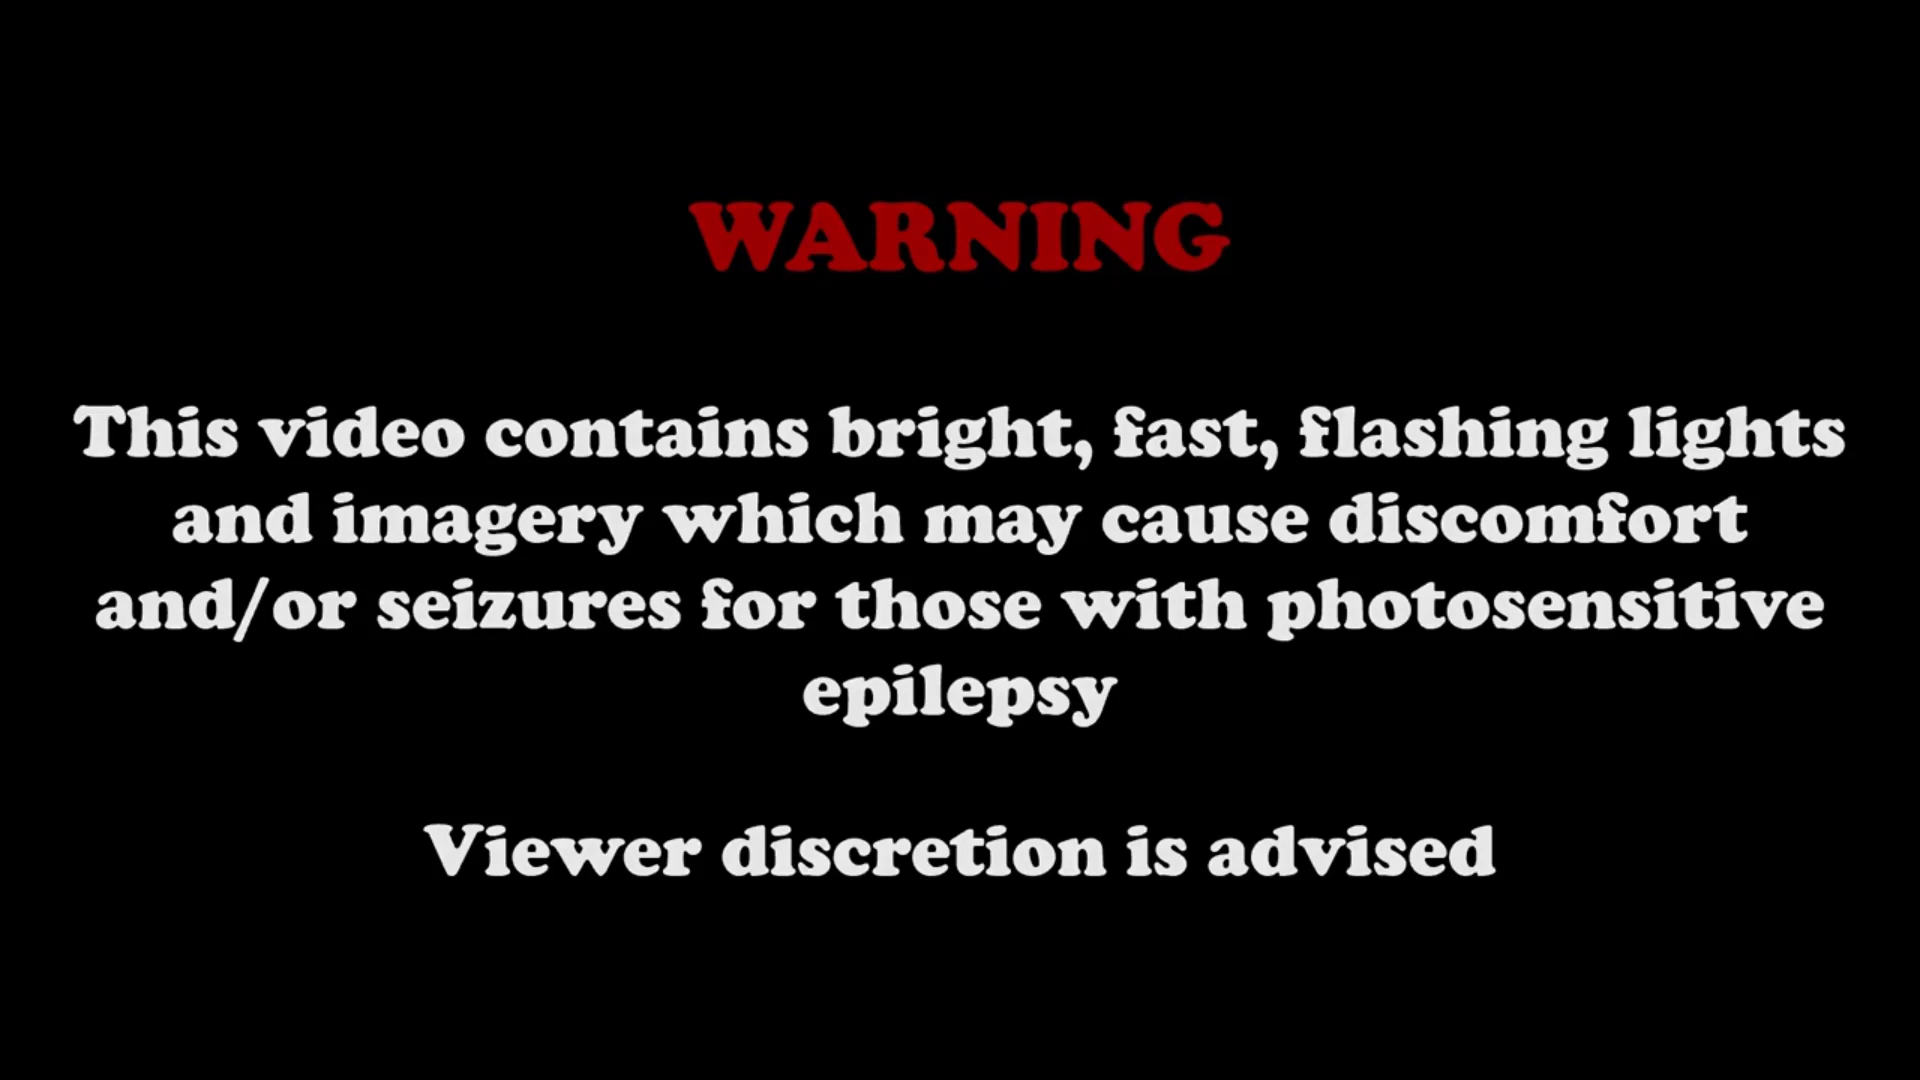 WARNING
This video contains bright, fast, flashing lights
and imagery which may cause discomfort
and/or seizures for those with photosensitive
epilepsy
Viewer discretion is advised